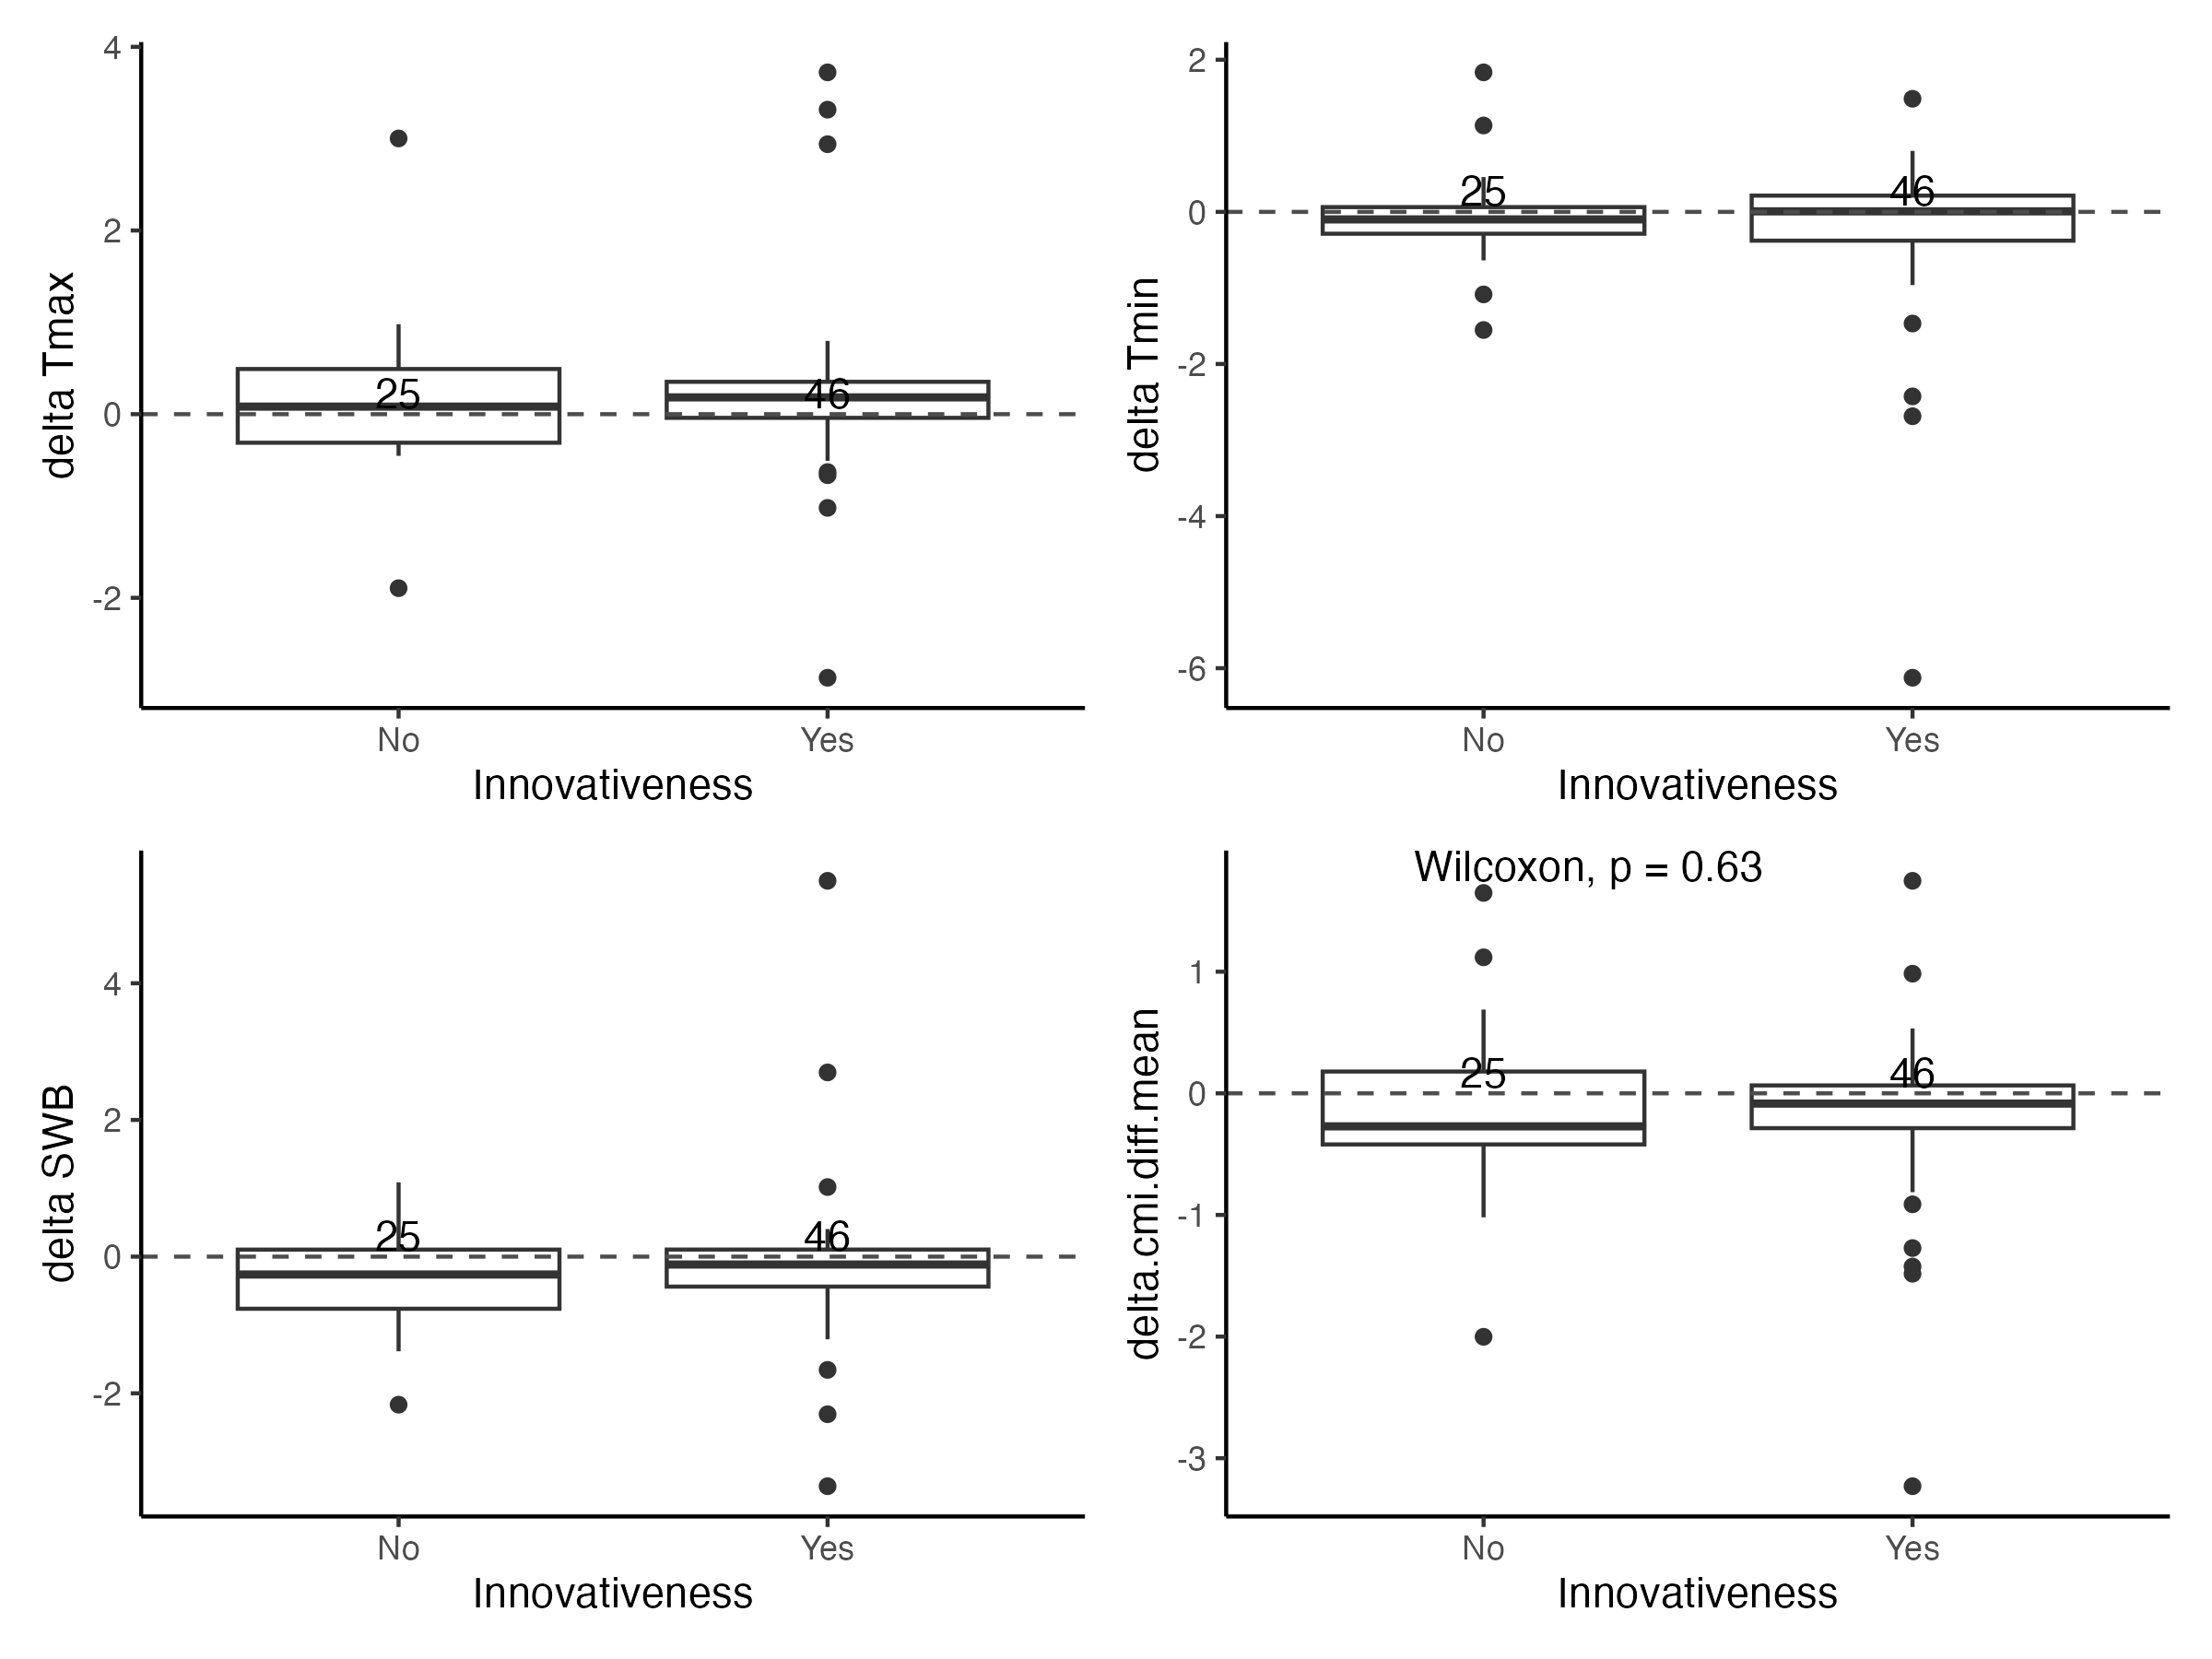 4
2
0
-2
delta Tmax
25
46
No
Yes
Innovativeness
2
0
-2
-4
-6
delta Tmin
25
46
No
Yes
Innovativeness
4
2
0
-2
delta SWB
25
46
No
Yes
Innovativeness
Wilcoxon, p = 0.63
1
0
-1
-2
-3
delta.cmi.diff.mean
25
46
No
Yes
Innovativeness